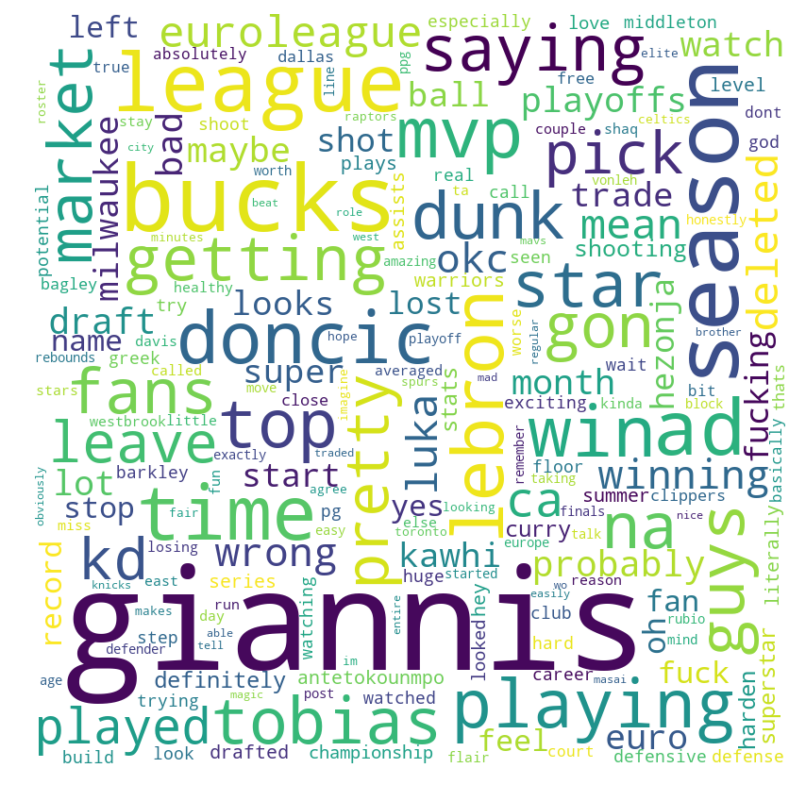 left
euroleague
especially
love
middleton
true
absolutely
dallas
line
ppg
saying
free
elite
watch
roster
market
league
ball
playoffs
level
stay
shoot
raptors
mvp
couple
shaq
celtics
dont
city
milwaukee
bad
maybe
shot
plays
pick
god
season
worth
real
call
ta
vonleh
trade
deleted
bucks
assists
dunk
mean
honestly
potential
beat
role
minutes
west
mavs
shooting
getting
okc
seen
bagley
healthy
amazing
warriors
star
hezonja
try
looks
lost
draft
doncic
lebron
worse
gon
name
davis
hope
playoff
regular
brother
rebounds
greek
super
averaged
wait
month
fucking
called
imagine
luka
stats
mad
kinda
bit
thats
stars
fans
move
spurs
exciting
block
basically
close
westbrook
little
top
pretty
remember
win
ad
leave
exactly
traded
floor
winning
obviously
lot
barkley
start
agree
yes
looking
taking
summer
clippers
literally
fun
finals
miss
stop
time
fair
easy
pg
else
toronto
curry
talk
nice
na
guys
kd
losing
wrong
kawhi
europe
probably
record
knicks
east
series
huge
started
reason
wo
fan
makes
day
run
watching
entire
hey
easily
club
oh
mind
rubio
step
able
giannis
looked
defender
tell
hard
age
definitely
im
antetokounmpo
career
masai
fuck
superstar
trying
magic
post
watched
played
tobias
playing
feel
euro
harden
build
look
drafted
championship
flair
court
defensive
defense